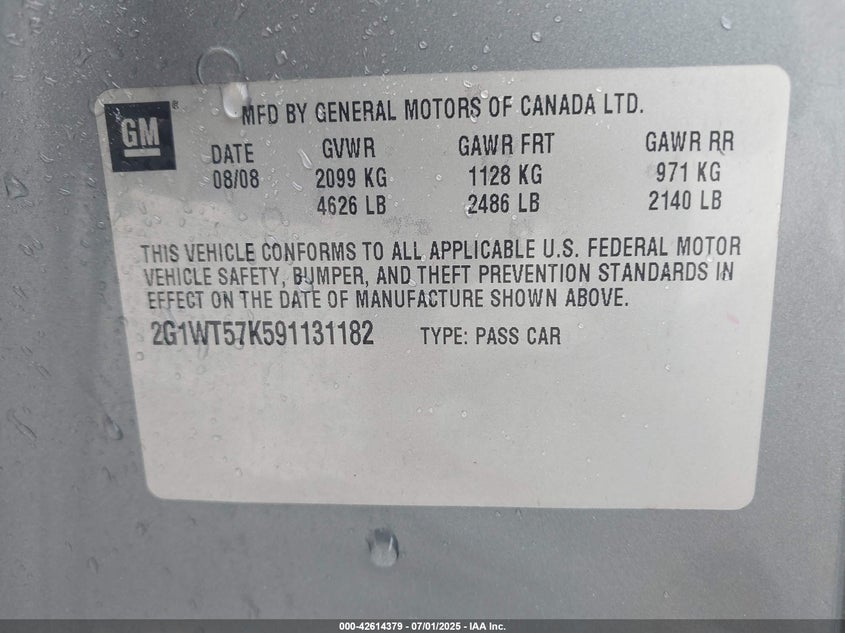 GM®
MFD BY GENERAL MOTORS OF CANADA LTD.
DATE GVWR GAWR FRT GAWR RR
08/08 2099 KG 1128 KG 971 KG
4626 LB 2486 LB 2140 LB
THIS VEHICLE CONFORMS TO ALL APPLICABLE U.S. FEDERAL MOTOR
VEHICLE SAFETY, BUMPER, AND THEFT PREVENTION STANDARDS IN
EFFECT ON THE DATE OF MANUFACTURE SHOWN ABOVE.
2G1WT57K591131182 TYPE: PASS CAR
000-42614379 - 07/01/2025 - IAA Inc.